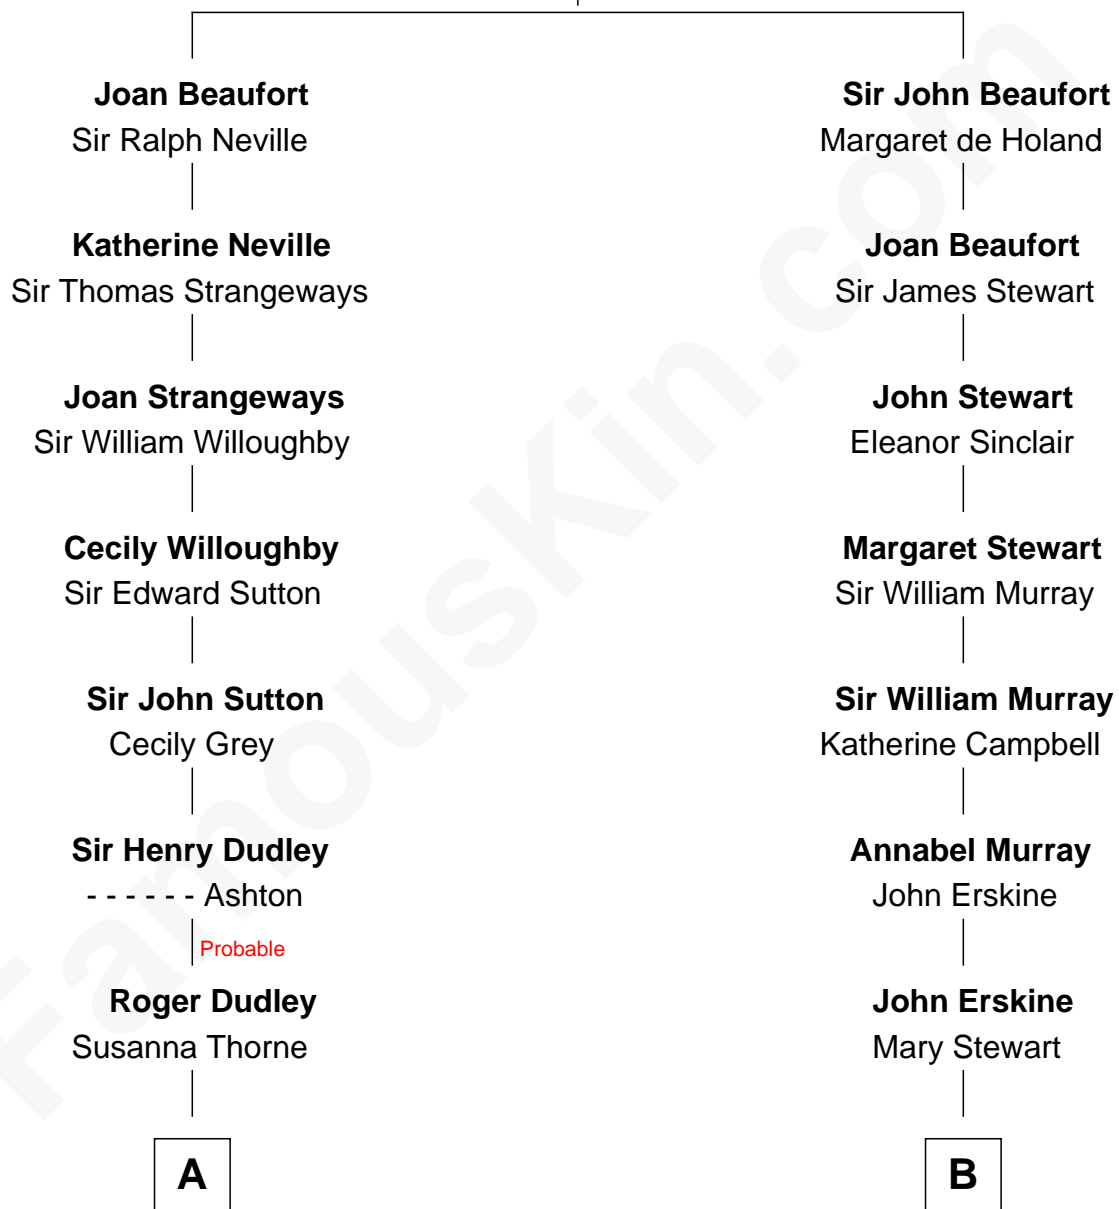 Joan Beaufort
Sir Ralph Neville
Katherine Neville
Sir Thomas Strangeways
Joan Strangeways
Sir William Willoughby
Cecily Willoughby
Sir Edward Sutton
Sir John Sutton
Cecily Grey
Sir Henry Dudley
- - - - - - Ashton
Probable
Roger Dudley
Susanna Thorne
A
Sir John Beaufort
Margaret de Holand
Joan Beaufort
Sir James Stewart
John Stewart
Eleanor Sinclair
Margaret Stewart
Sir William Murray
Sir William Murray
Katherine Campbell
Annabel Murray
John Erskine
John Erskine
Mary Stewart
B
FamousKin.com